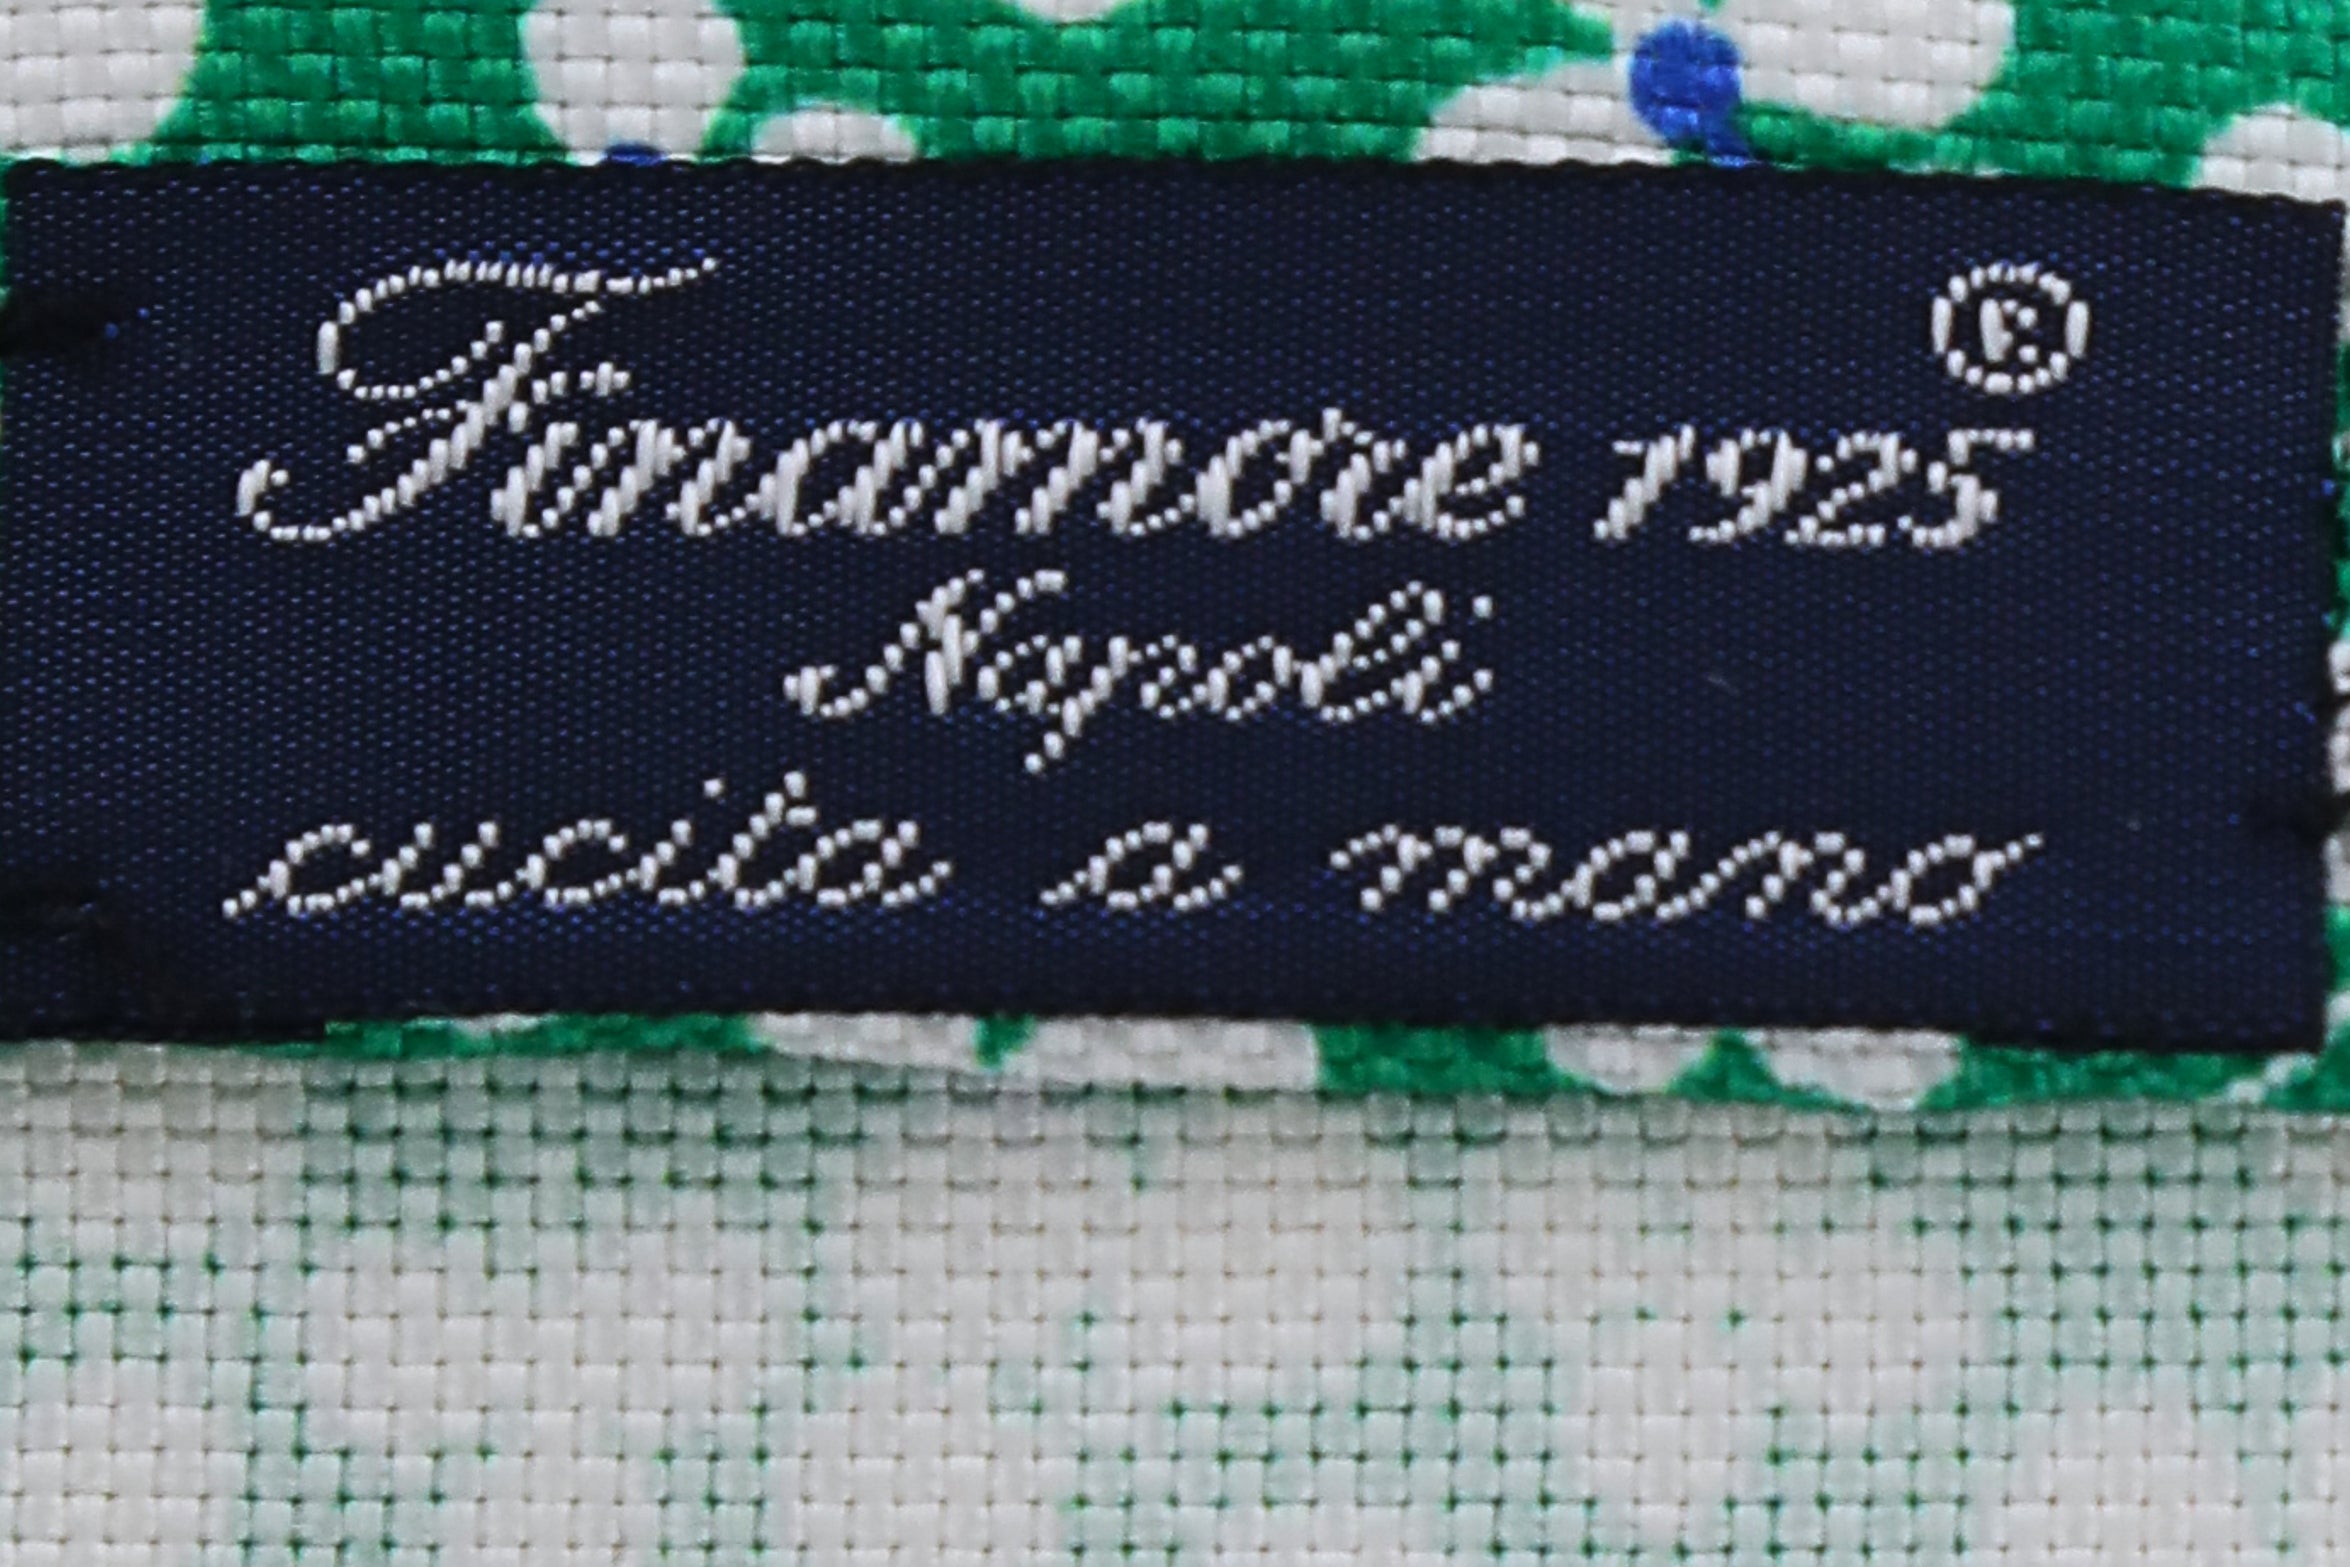 ®
Finamore 1925
Napoli
cucita a mano